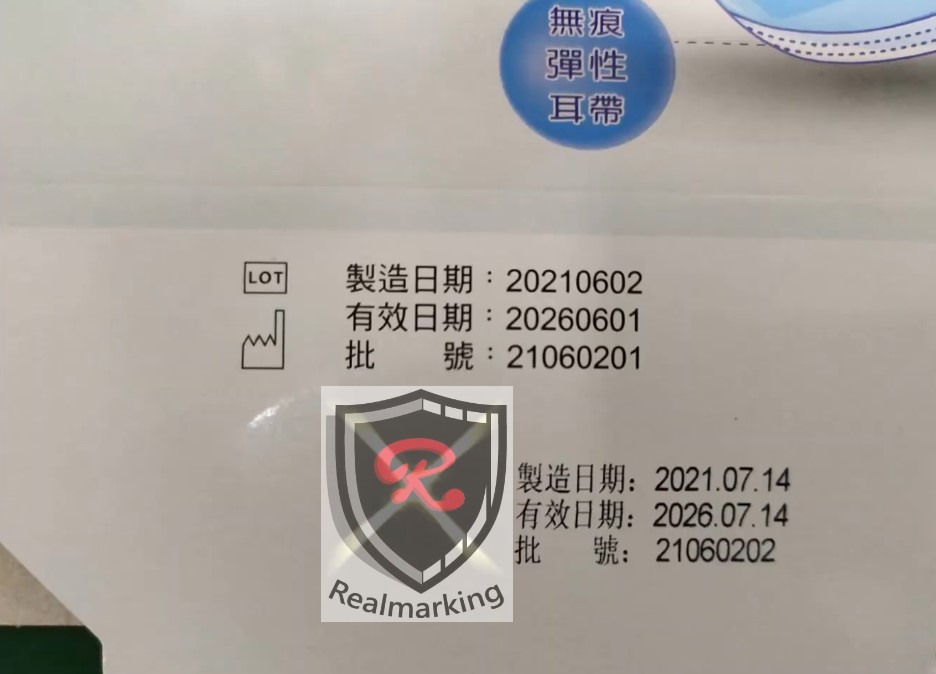 無痕
彈性
耳帶
LOT
製造日期：20210602
有效日期：20260601
批　　號：21060201
R
Realmarking
製造日期：2021.07.14
有效日期：2026.07.14
批　　號：21060202